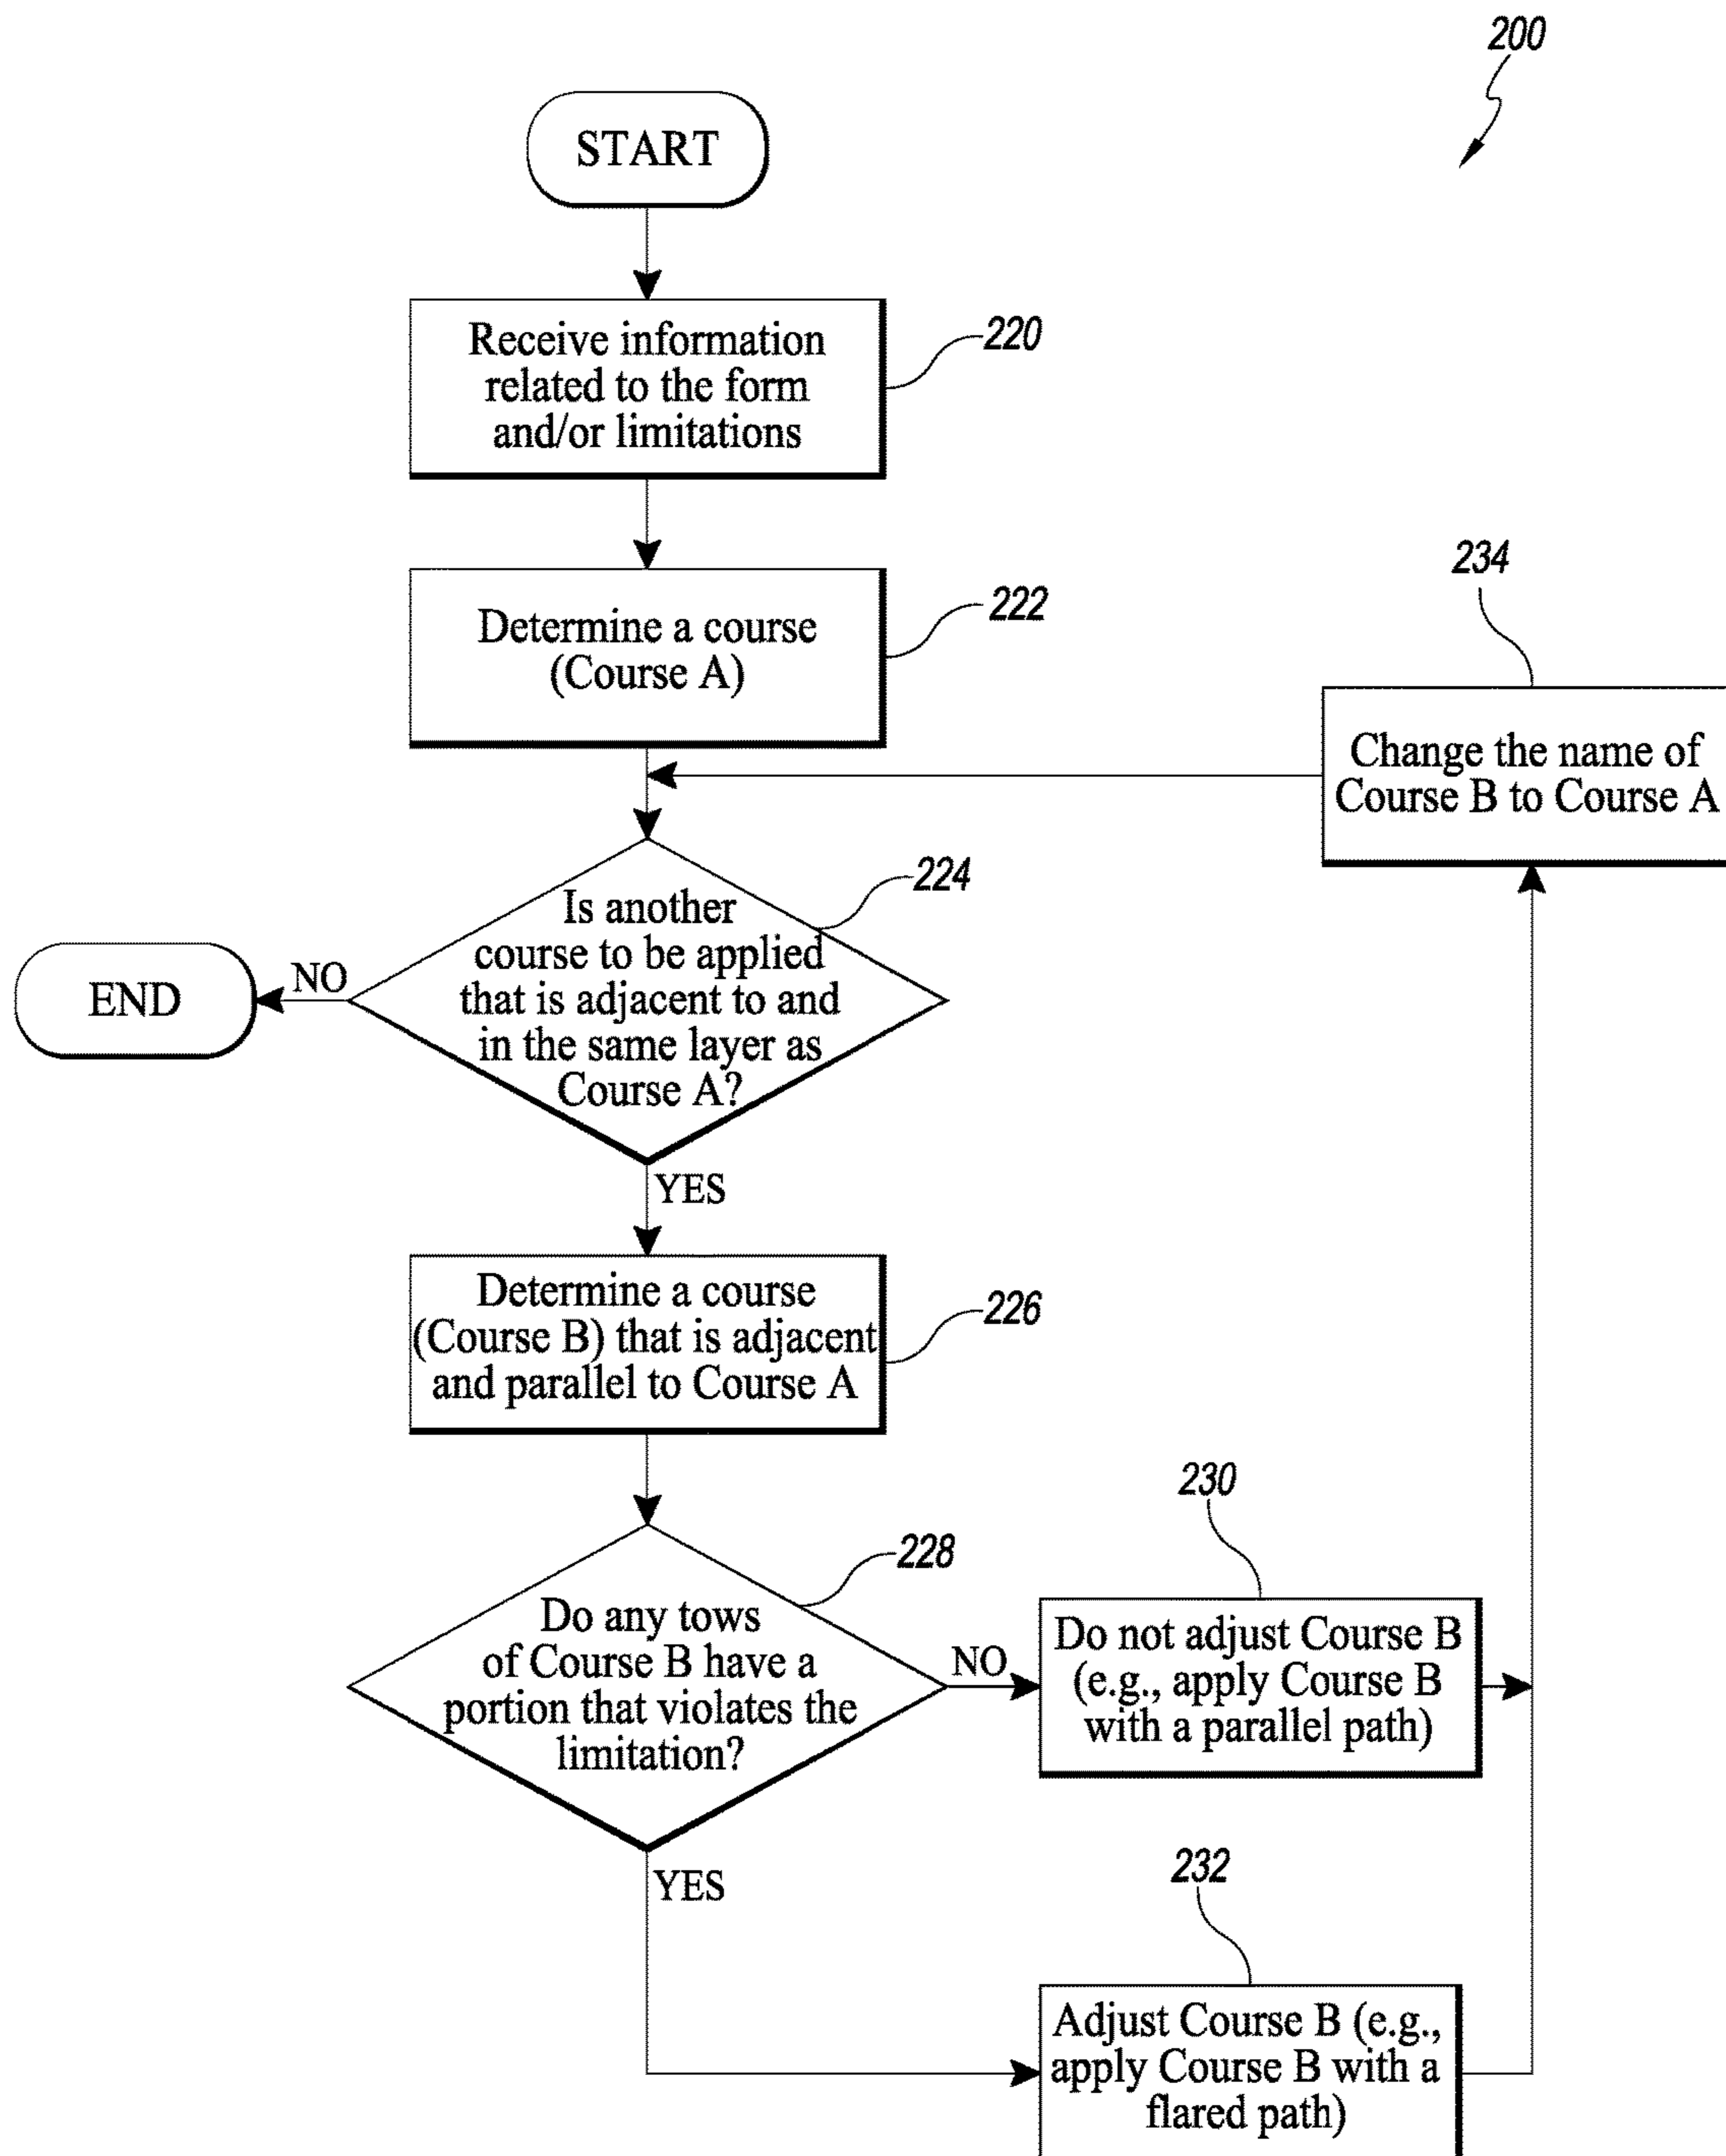 200
START
Receive information
related to the form
and/or limitations
220
Determine a course
(Course A)
222
234
Change the name of
Course B to Course A
224
Is another
course to be applied
that is adjacent to and
in the same layer as
Course A?
NO
END
YES
Determine a course
(Course B) that is adjacent
and parallel to Course A
226
228
Do any tows
of Course B have a
portion that violates the
limitation?
NO
230
Do not adjust Course B
(e.g., apply Course B
with a parallel path)
YES
232
Adjust Course B (e.g.,
apply Course B with a
flared path)